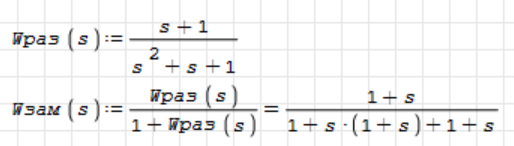 Wраз (s):= (s+1)/(s^2+s+1)
Wзам (s):= Wраз (s)/(1+Wраз (s)) = (1+s)/(1+s·(1+s)+1+s)